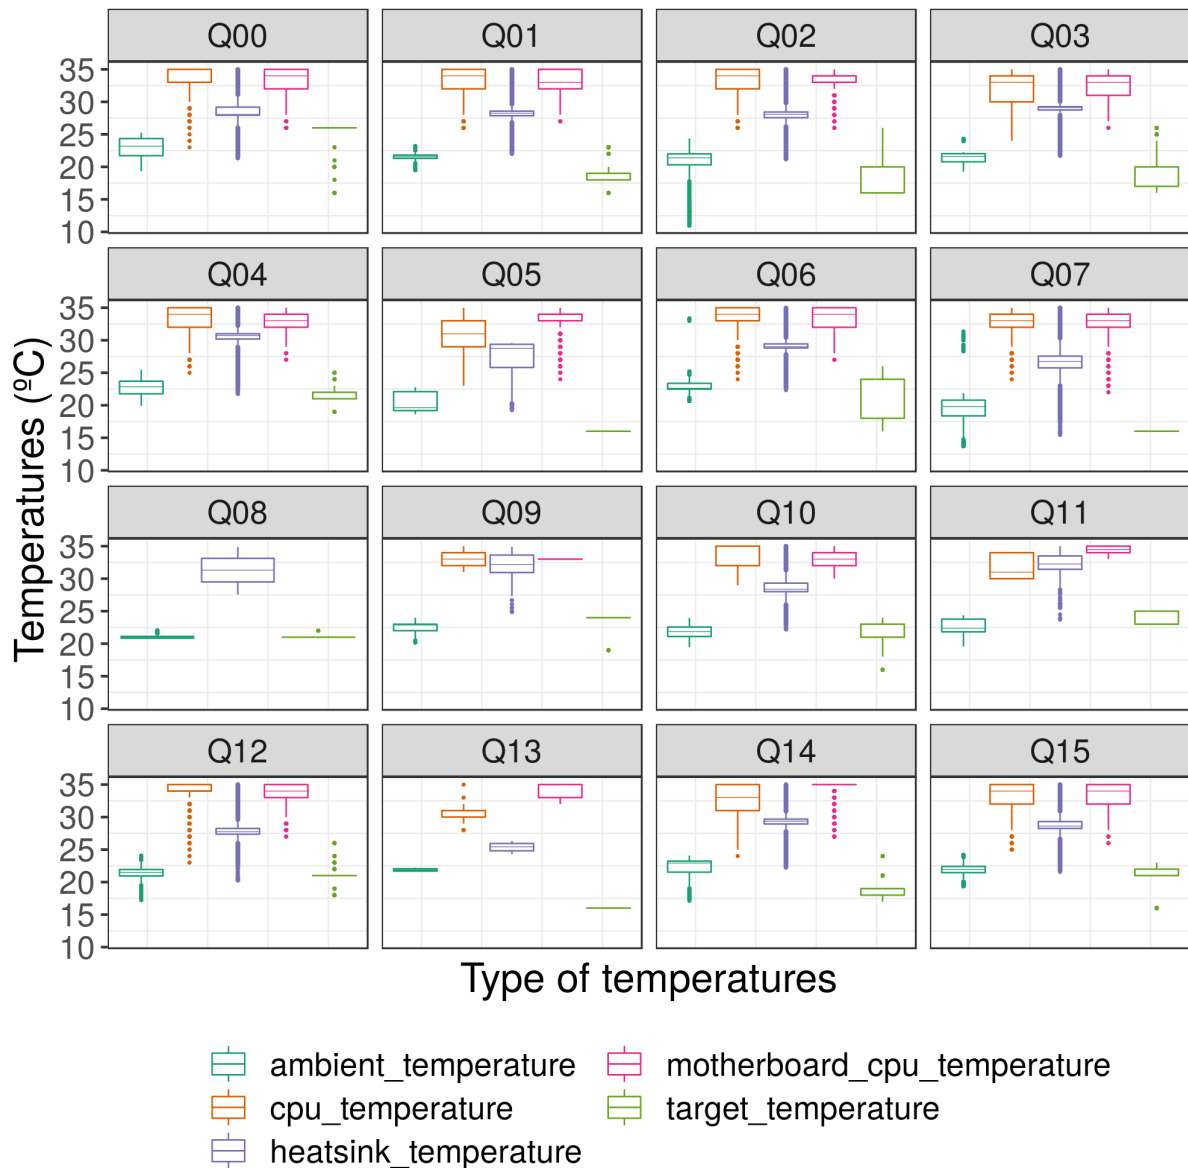 Q00 Q01 Q02 Q03
35
30
25
20
15
10
Q04 Q05 Q06 Q07
35
30
25
20
15
10
Q08 Q09 Q10 Q11
35
30
25
20
15
10
Q12 Q13 Q14 Q15
35
30
25
20
15
10
Temperatures (ºC)
Type of temperatures
ambient_temperature motherboard_cpu_temperature
cpu_temperature target_temperature
heatsink_temperature